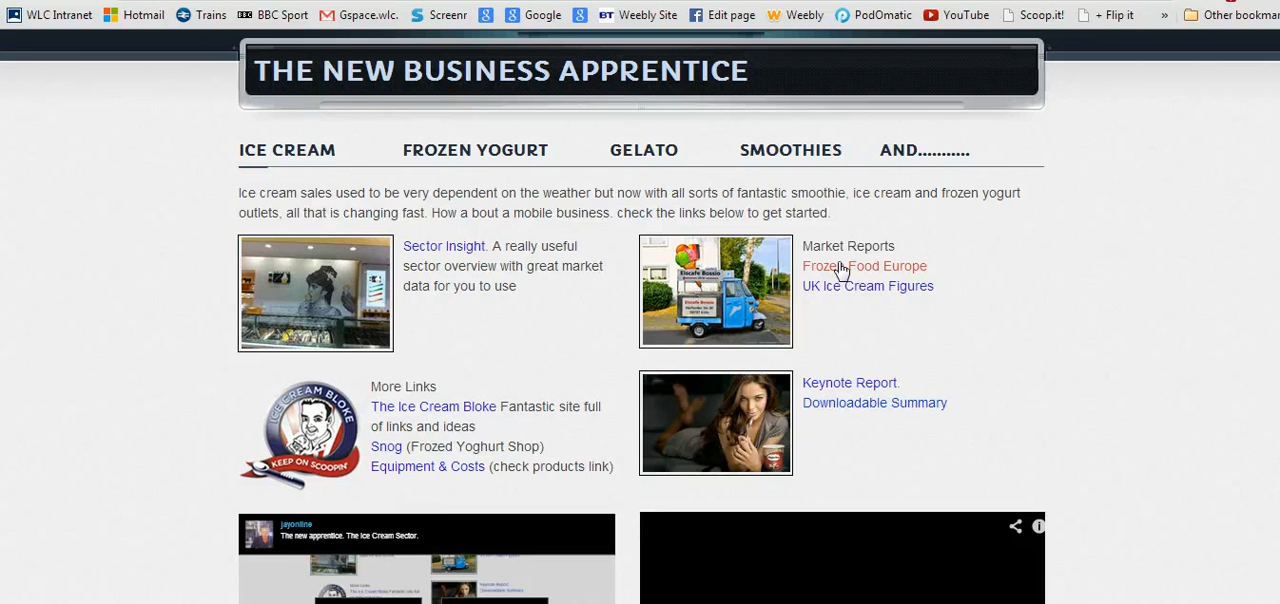 WLC Intranet Hotmail Trains BBC Sport Gspace.wlc. Screenr Google BT Weebly Site Edit page Weebly PodOmatic YouTube Scoop.it! + Flip it » Other bookmar
THE NEW BUSINESS APPRENTICE
ICE CREAM FROZEN YOGURT GELATO SMOOTHIES AND...........
Ice cream sales used to be very dependent on the weather but now with all sorts of fantastic smoothie, ice cream and frozen yogurt
outlets, all that is changing fast. How a bout a mobile business. check the links below to get started.
Sector Insight. A really useful
sector overview with great market
data for you to use
Eiscafe Bossio
Market Reports
Frozen Food Europe
UK Ice Cream Figures
ICE CREAM BLOKE
KEEP ON SCOOPIN'
More Links
The Ice Cream Bloke Fantastic site full
of links and ideas
Snog (Frozed Yoghurt Shop)
Equipment & Costs (check products link)
Keynote Report.
Downloadable Summary
jayonline
The new apprentice. The Ice Cream Sector.